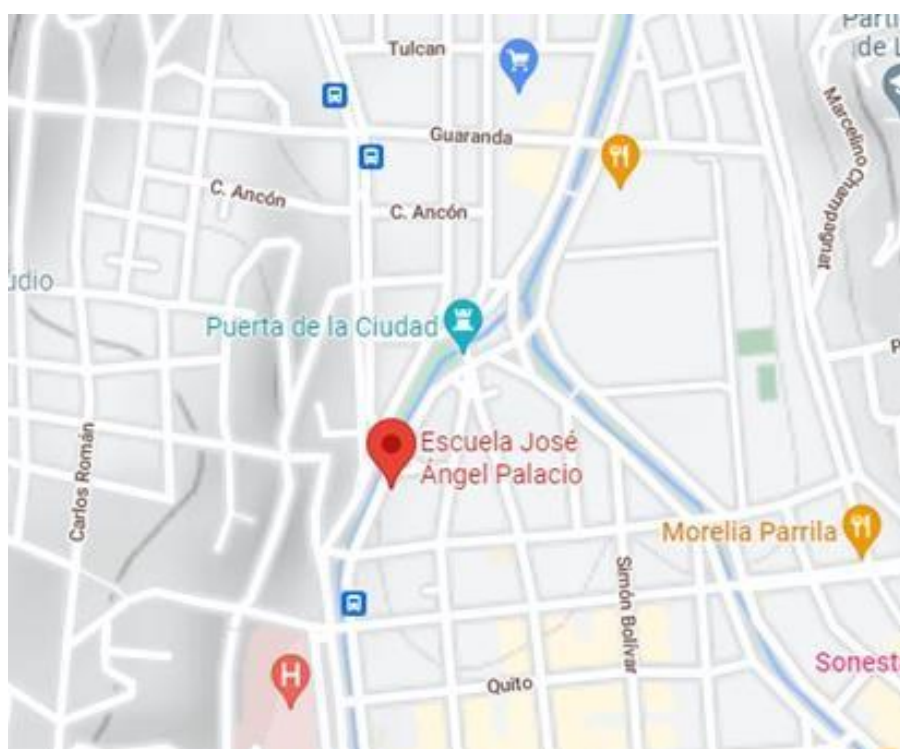 Parti
de L
Tulcan
Guaranda
Marcelino Champagnat
C. Ancón
C. Ancón
udio
Puerta de la Ciudad
P
Escuela José
Ángel Palacio
Carlos Román
Morelia Parrila
Simón Bolívar
Sonest
Quito
H